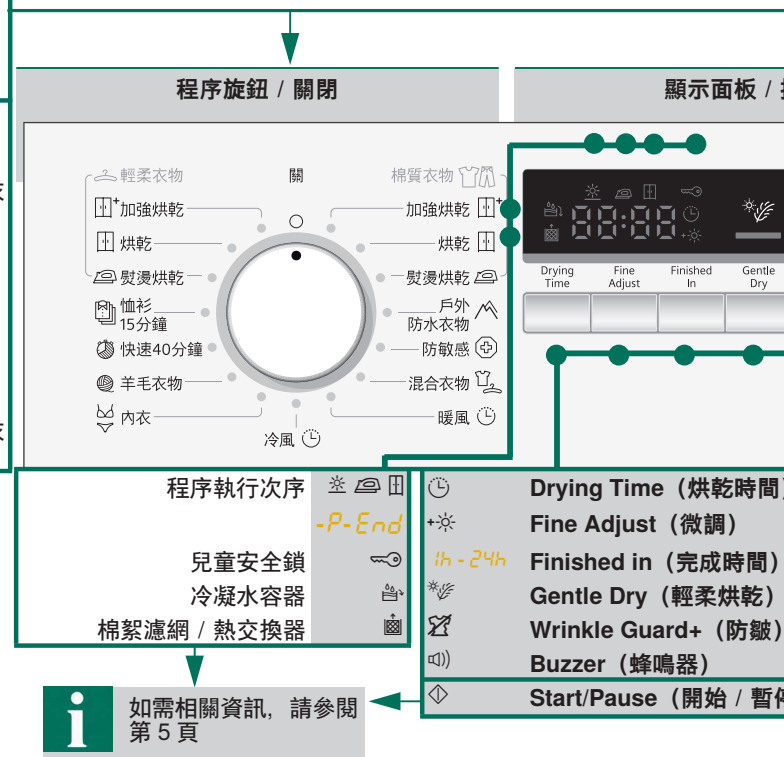 程序旋鈕 / 關閉
顯示面板 /
輕柔衣物
關
棉質衣物
加強烘乾
加強烘乾
烘乾
烘乾
熨燙烘乾
熨燙烘乾
恤衫
15分鐘
戶外
防水衣物
快速40分鐘
防敏感
羊毛衣物
混合衣物
內衣
暖風
冷風
88:88
Drying
Time
Fine
Adjust
Finished
In
Gentle
Dry
程序執行次序
-P-End
兒童安全鎖
冷凝水容器
棉絮濾網 / 熱交換器
Drying Time（烘乾時間）
Fine Adjust（微調）
1h - 24h Finished in（完成時間）
Gentle Dry（輕柔烘乾）
Wrinkle Guard+（防皺）
Buzzer（蜂鳴器）
Start/Pause（開始 / 暫停
i
如需相關資訊，請參閱
第 5 頁